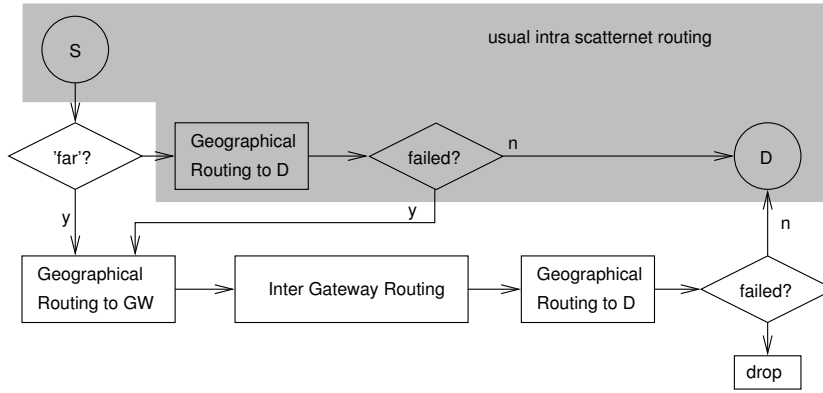 usual intra scatternet routing
S
'far'?
Geographical
Routing to D
failed?
n
D
y
y
n
Geographical
Routing to GW
Inter Gateway Routing
Geographical
Routing to D
failed?
drop